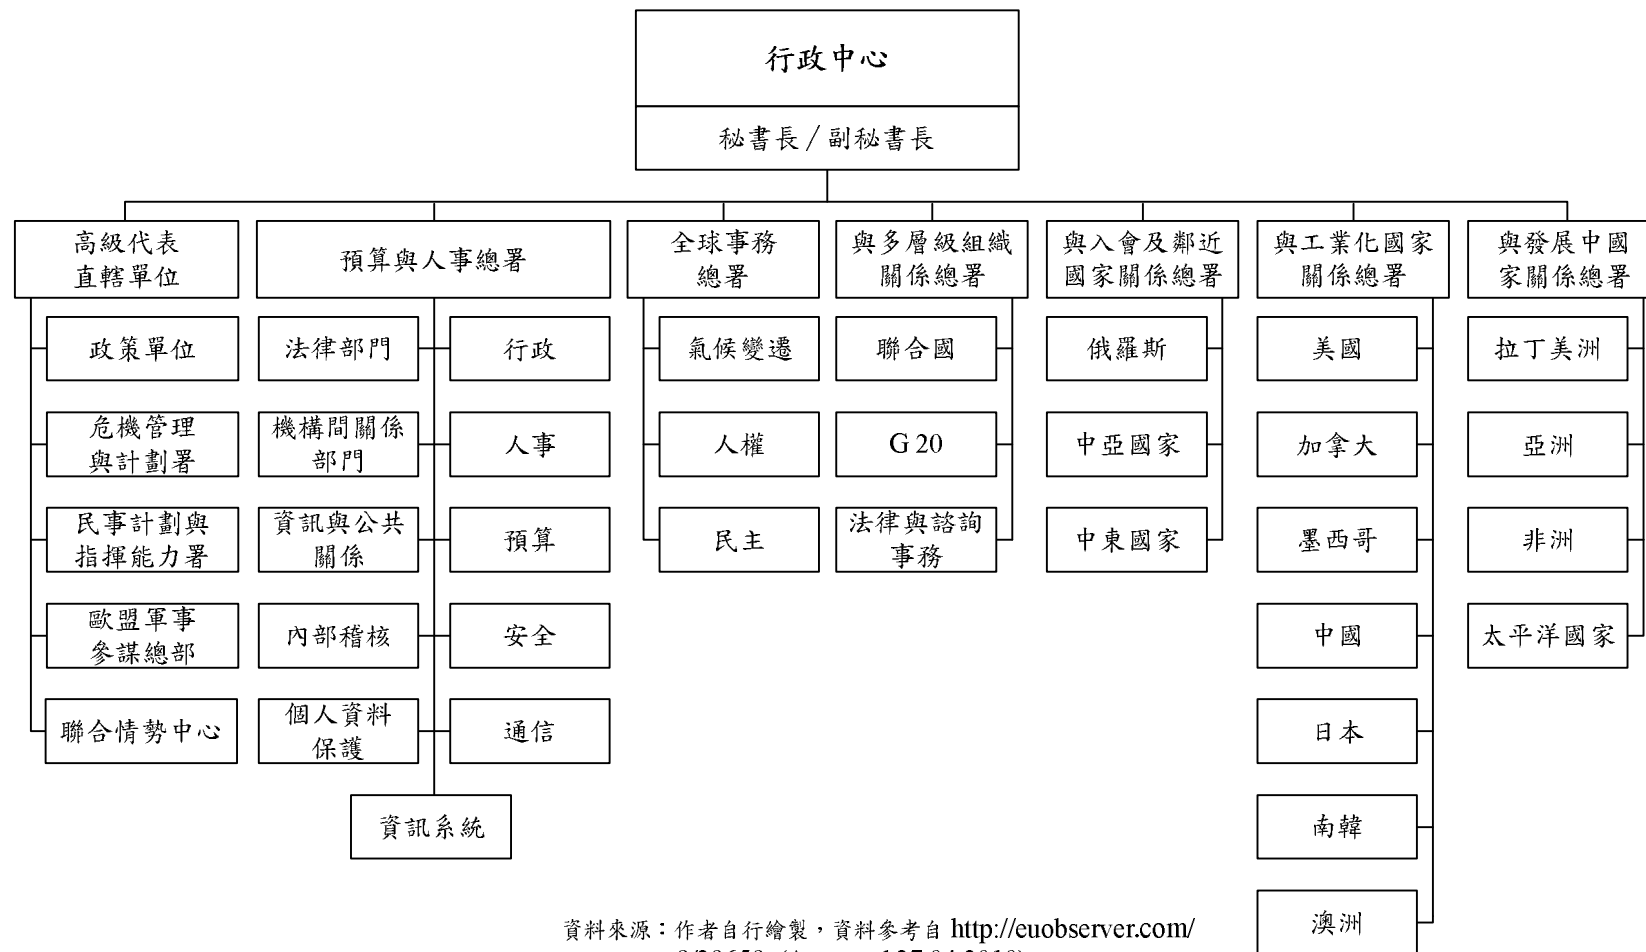 行政中心
秘書長/副秘書長
高級代表
直轄單位
政策單位
危機管理
與計劃署
民事計劃與
指揮能力署
歐盟軍事
參謀總部
聯合情勢中心
預算與人事總署
法律部門
行政
機構間關係
部門
人事
資訊與公共
關係
預算
內部稽核
安全
個人資料
保護
通信
資訊系統
全球事務
總署
氣候變遷
人權
民主
與多層級組織
關係總署
聯合國
G 20
法律與諮詢
事務
與入會及鄰近
國家關係總署
俄羅斯
中亞國家
中東國家
與工業化國家
關係總署
美國
加拿大
墨西哥
中國
日本
南韓
澳洲
與發展中國
家關係總署
拉丁美洲
亞洲
非洲
太平洋國家
資料來源：作者自行繪製，資料參考自 http://euobserver.com/